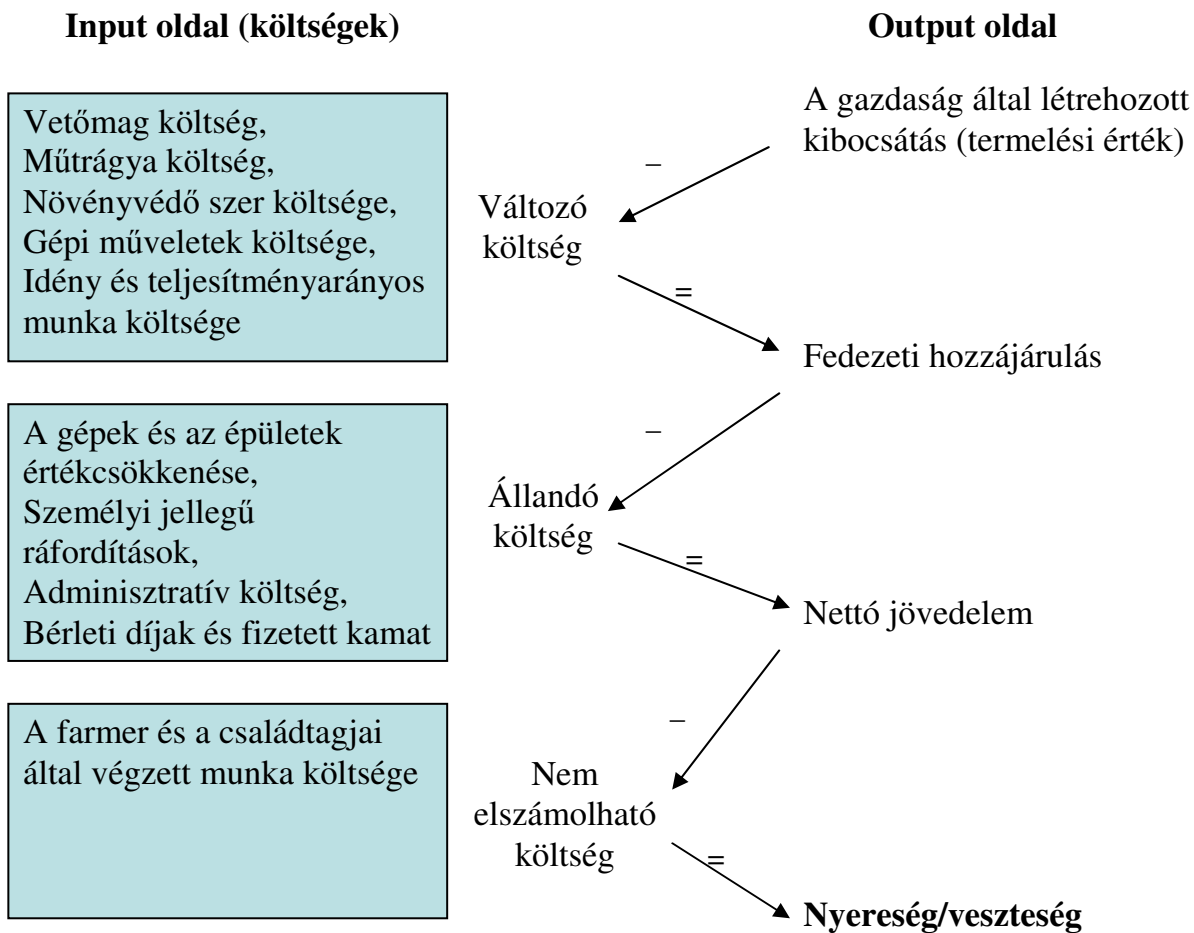 Input oldal (költségek)
Output oldal
Vetőmag költség,
Műtrágya költség,
Növényvédő szer költsége,
Gépi műveletek költsége,
Idény és teljesítményarányos
munka költsége
A gazdaság által létrehozott
kibocsátás (termelési érték)
–
Változó
költség
=
Fedezeti hozzájárulás
A gépek és az épületek
értékcsökkenése,
Személyi jellegű
ráfordítások,
Adminisztratív költség,
Bérleti díjak és fizetett kamat
–
Állandó
költség
=
Nettó jövedelem
A farmer és a családtagjai
által végzett munka költsége
–
Nem
elszámolható
költség
=
Nyereség/veszteség